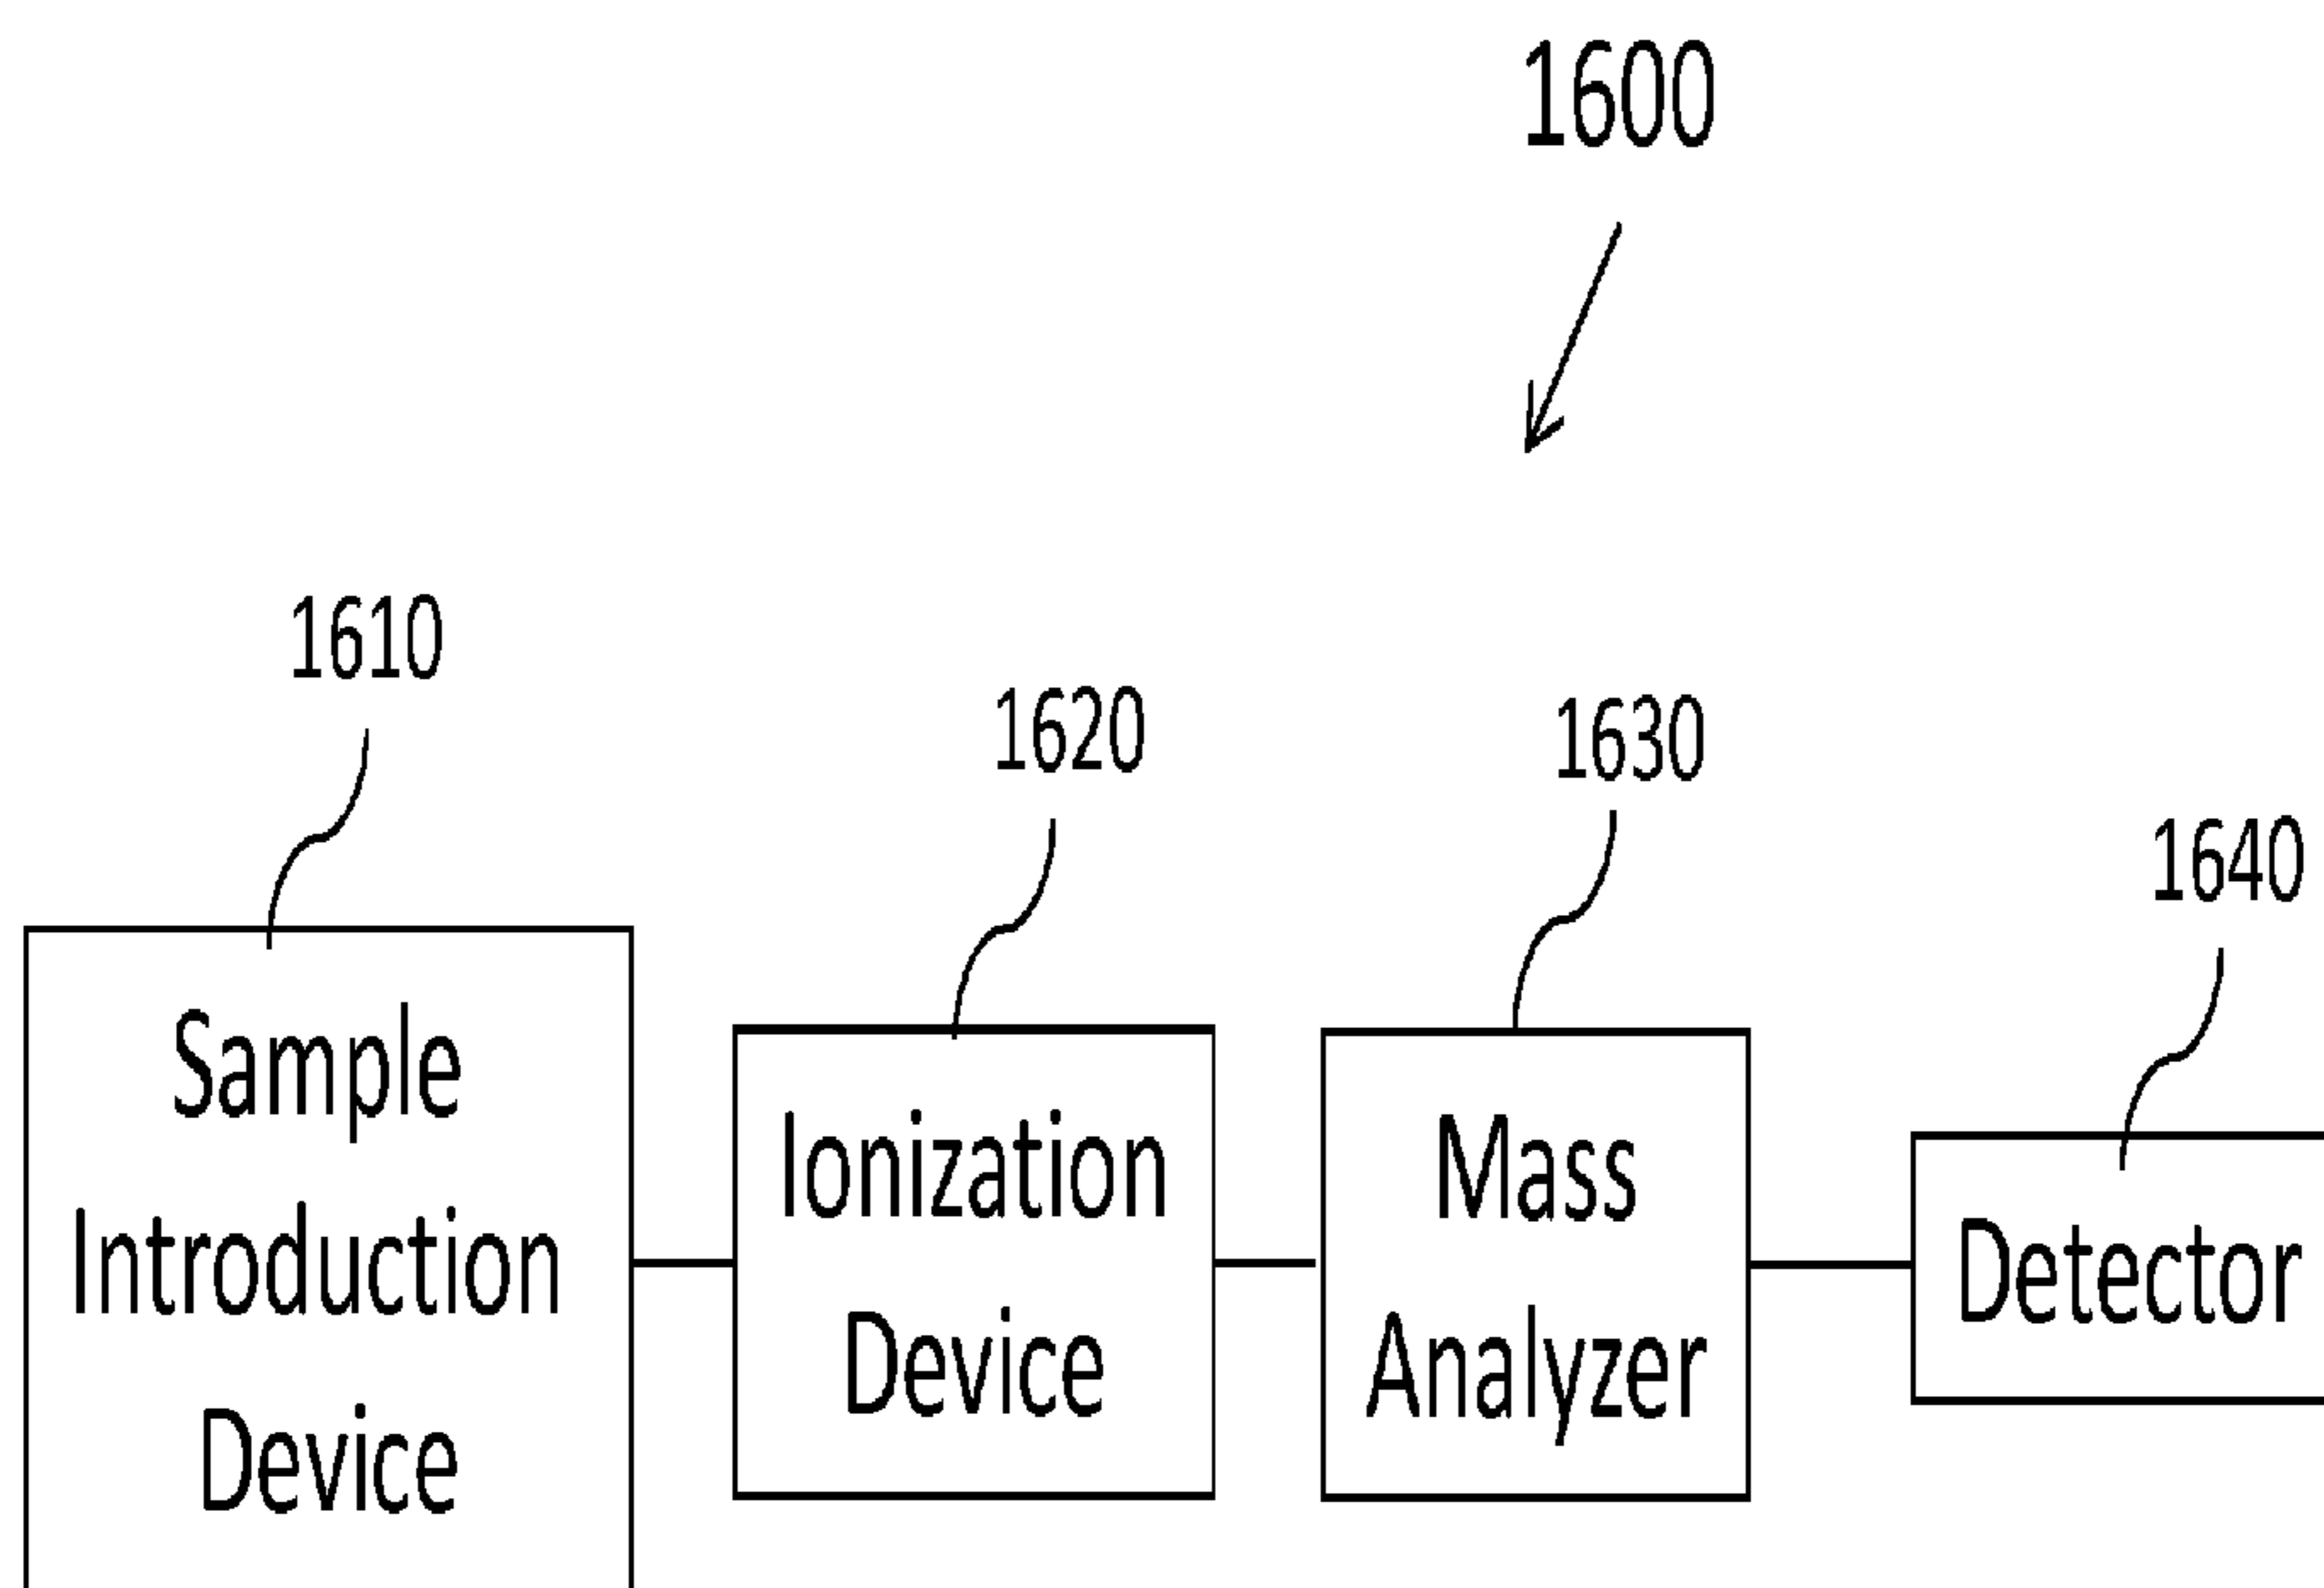 1600
1610
1620
1630
1640
Sample
Introduction
Device
Ionization
Device
Mass
Analyzer
Detector